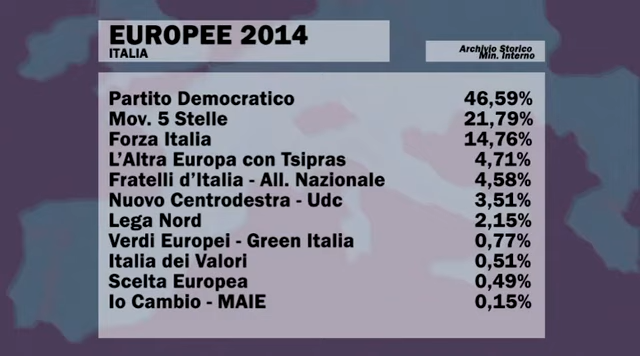 EUROPEE 2014
ITALIA
Archivio Storico
Min. Interno
Partito Democratico 46,59%
Mov. 5 Stelle 21,79%
Forza Italia 14,76%
L'Altra Europa con Tsipras 4,71%
Fratelli d'Italia - All. Nazionale 4,58%
Nuovo Centrodestra - Udc 3,51%
Lega Nord 2,15%
Verdi Europei - Green Italia 0,77%
Italia dei Valori 0,51%
Scelta Europea 0,49%
Io Cambio - MAIE 0,15%